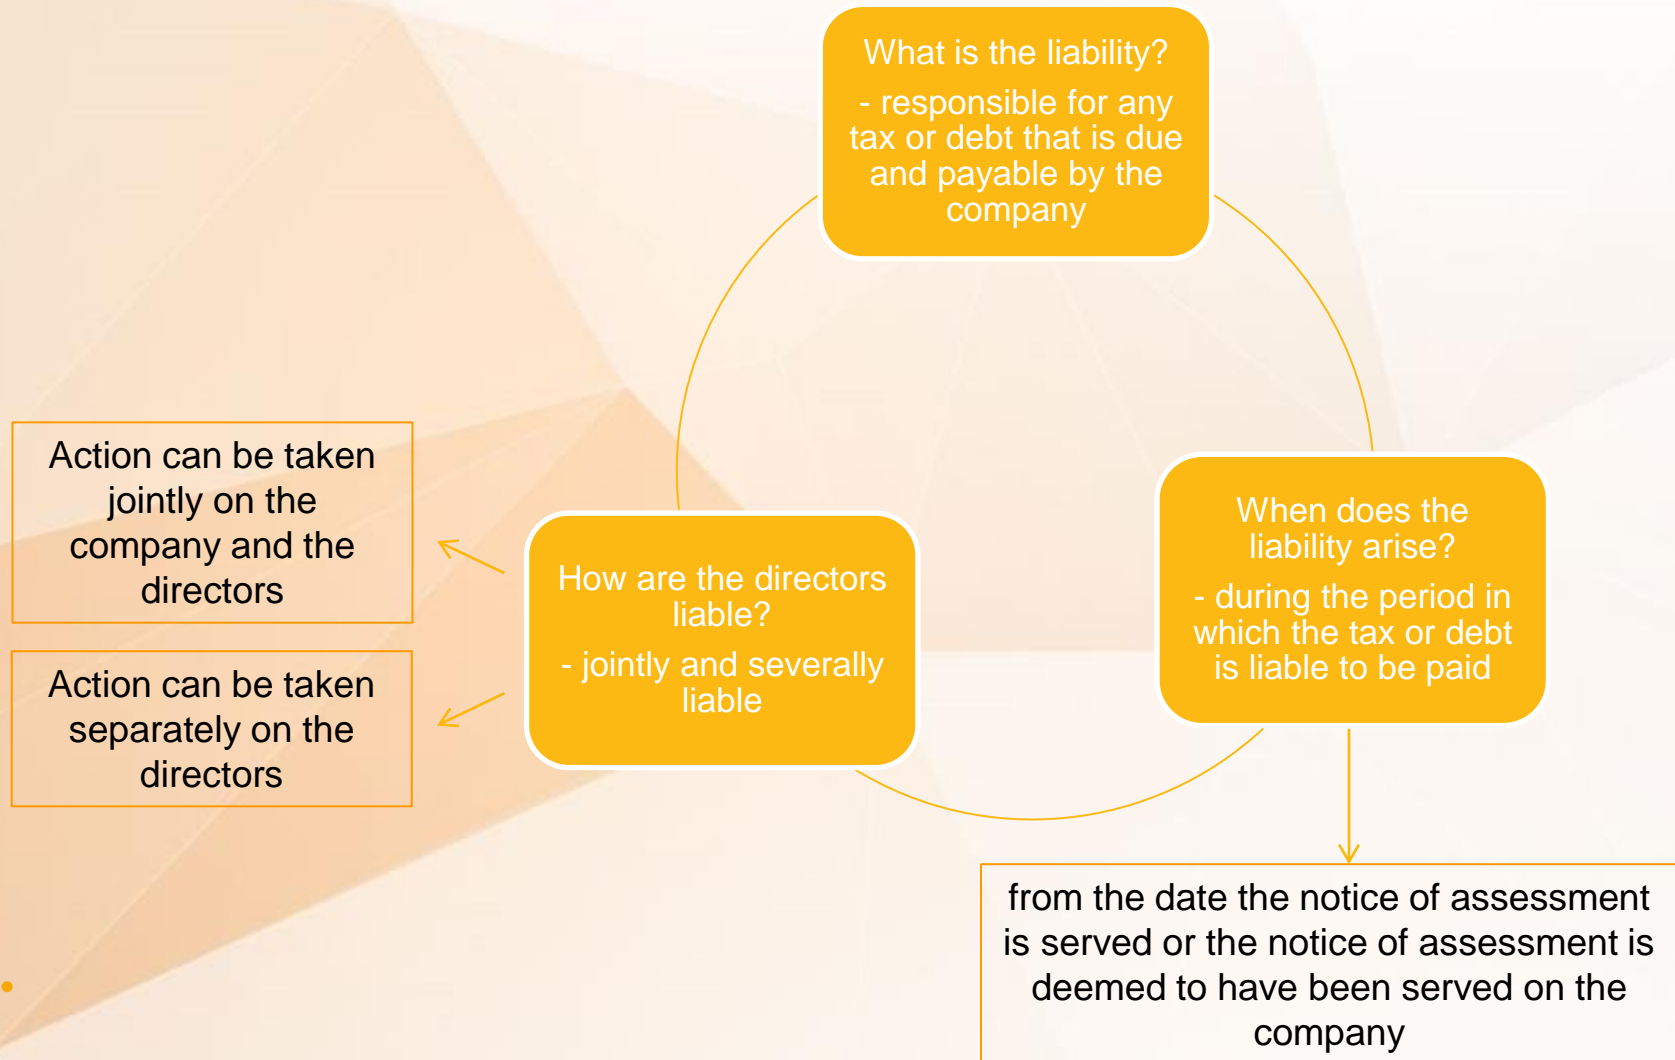 What is the liability?
- responsible for any
tax or debt that is due
and payable by the
company
When does the
liability arise?
- during the period in
which the tax or debt
is liable to be paid
from the date the notice of assessment
is served or the notice of assessment is
deemed to have been served on the
company
How are the directors
liable?
- jointly and severally
liable
Action can be taken
jointly on the
company and the
directors
Action can be taken
separately on the
directors